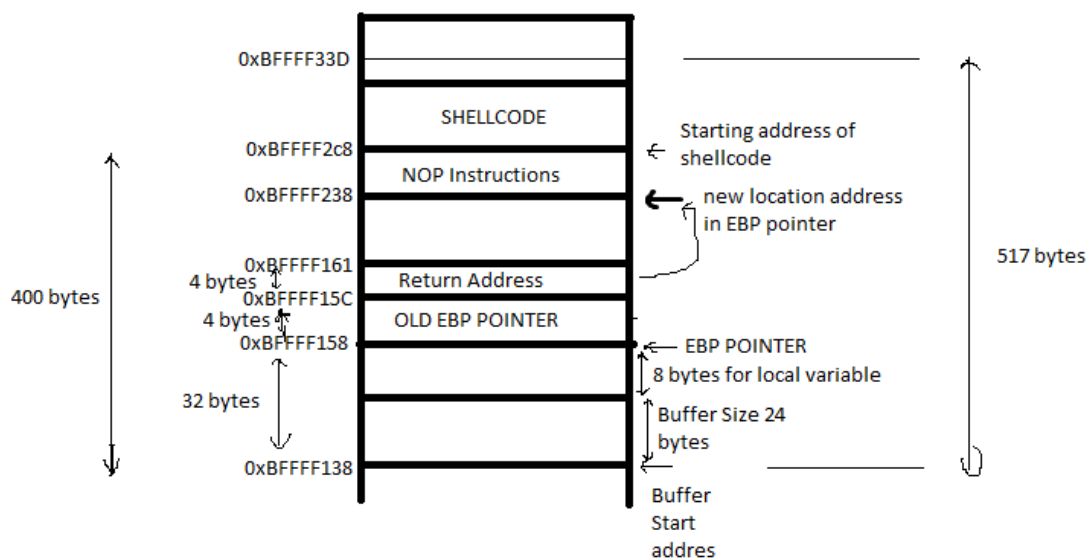 0xBFFFF33D
SHELLCODE
Starting address of
shellcode
0xBFFFF2c8
NOP Instructions
0xBFFFF238
new location address
in EBP pointer
517 bytes
0xBFFFF161
4 bytes
Return Address
400 bytes
0xBFFFF15C
4 bytes
OLD EBP POINTER
0xBFFFF158
EBP POINTER
8 bytes for local variable
32 bytes
Buffer Size 24
bytes
0xBFFFF138
Buffer
Start
addres